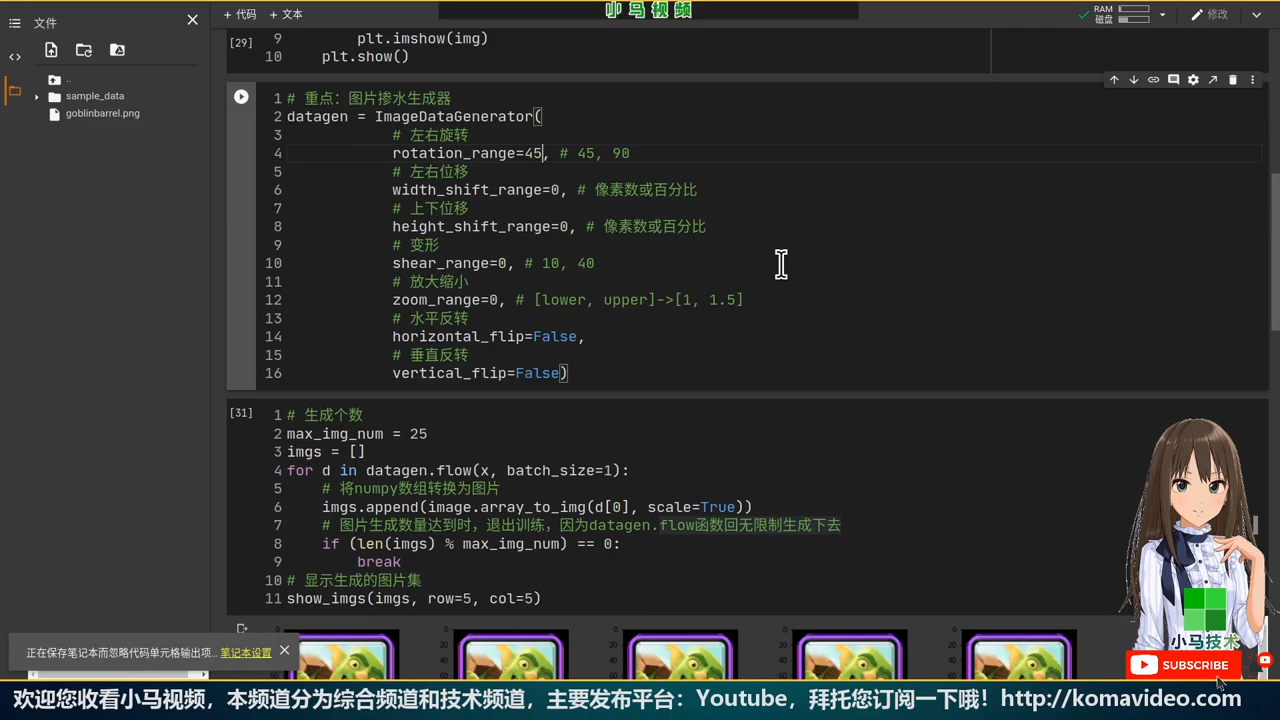 小马视频
文件
+ 代码 + 文本
RAM
磁盘
修改
..
sample_data
goblinbarrel.png
[29]
9 plt.imshow(img)
10 plt.show()
1 # 重点：图片掺水生成器
2 datagen = ImageDataGenerator(
3 # 左右旋转
4 rotation_range=45, # 45, 90
5 # 左右位移
6 width_shift_range=0, # 像素数或百分比
7 # 上下位移
8 height_shift_range=0, # 像素数或百分比
9 # 变形
10 shear_range=0, # 10, 40
11 # 放大缩小
12 zoom_range=0, # [lower, upper]->[1, 1.5]
13 # 水平反转
14 horizontal_flip=False,
15 # 垂直反转
16 vertical_flip=False)
[31]
1 # 生成个数
2 max_img_num = 25
3 imgs = []
4 for d in datagen.flow(x, batch_size=1):
5 # 将numpy数组转换为图片
6 imgs.append(image.array_to_img(d[0], scale=True))
7 # 图片生成数量达到时，退出训练，因为datagen.flow函数回无限制生成下去
8 if (len(imgs) % max_img_num) == 0:
9 break
10 # 显示生成的图片集
11 show_imgs(imgs, row=5, col=5)
0 0 0 0 0
20 20 20 20 20
40 40 40 40 40
正在保存笔记本而忽略代码单元格输出项... 笔记本设置
小马技术
SUBSCRIBE
欢迎您收看小马视频，本频道分为综合频道和技术频道，主要发布平台：Youtube，拜托您订阅一下哦！http://komavideo.com